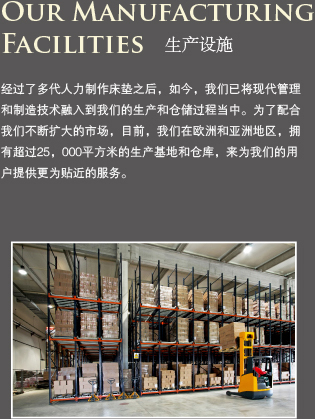 Our Manufacturing
Facilities 生产设施
经过了多代人力制作床垫之后，如今，我们已将现代管理
和制造技术融入到我们的生产和仓储过程当中。为了配合
我们不断扩大的市场，目前，我们在欧洲和亚洲地区，拥
有超过25，000平方米的生产基地和仓库，来为我们的用
户提供更为贴近的服务。